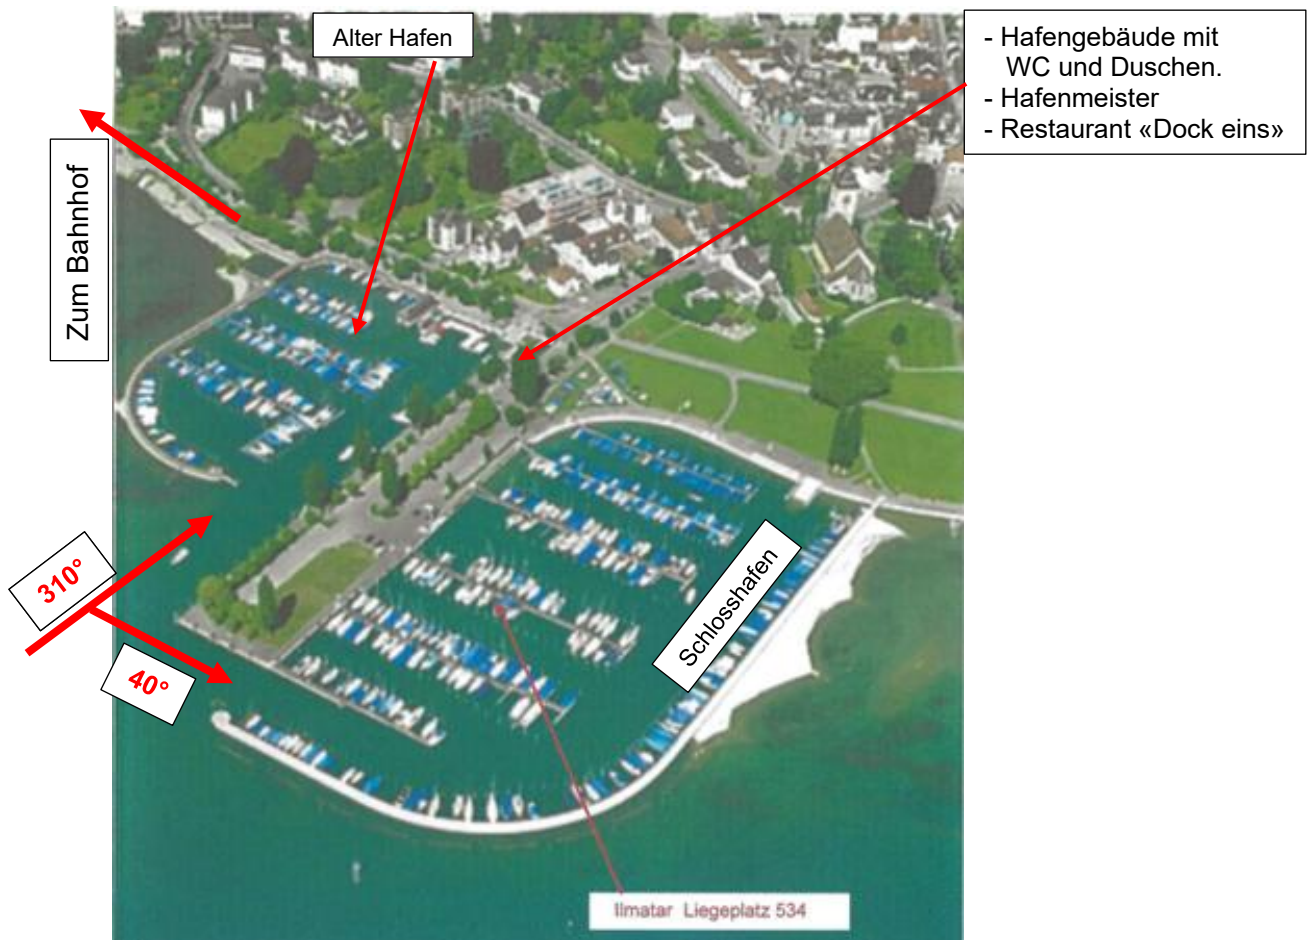 Alter Hafen
- Hafengebäude mit
WC und Duschen.
- Hafenmeister
- Restaurant «Dock eins»
Zum Bahnhof
310°
40°
Schlosshafen
Ilmatar Liegeplatz 534